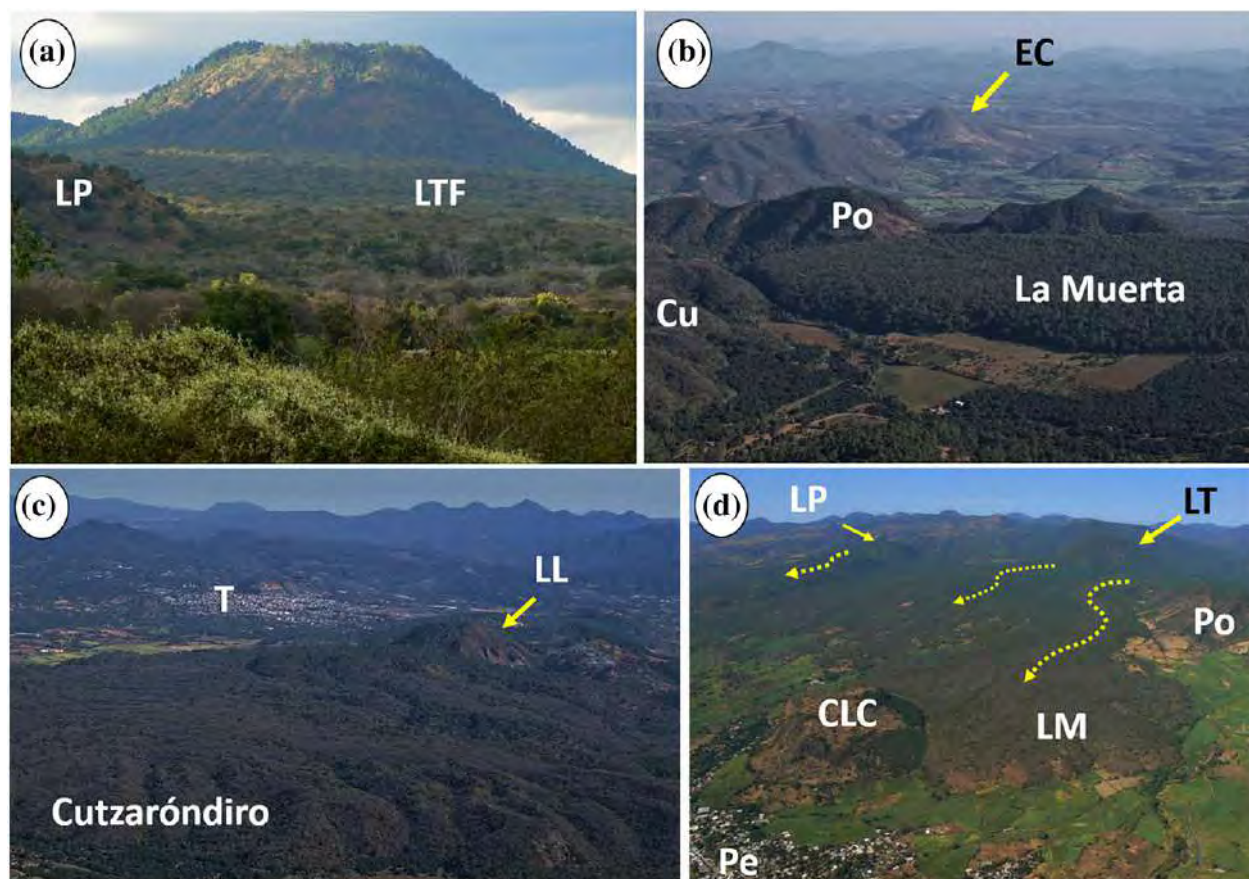 (a)
LP
LTF
(b)
EC
Po
La Muerta
Cu
(c)
T
LL
Cutzaróndiro
(d)
LP
LT
Po
CLC
LM
Pe